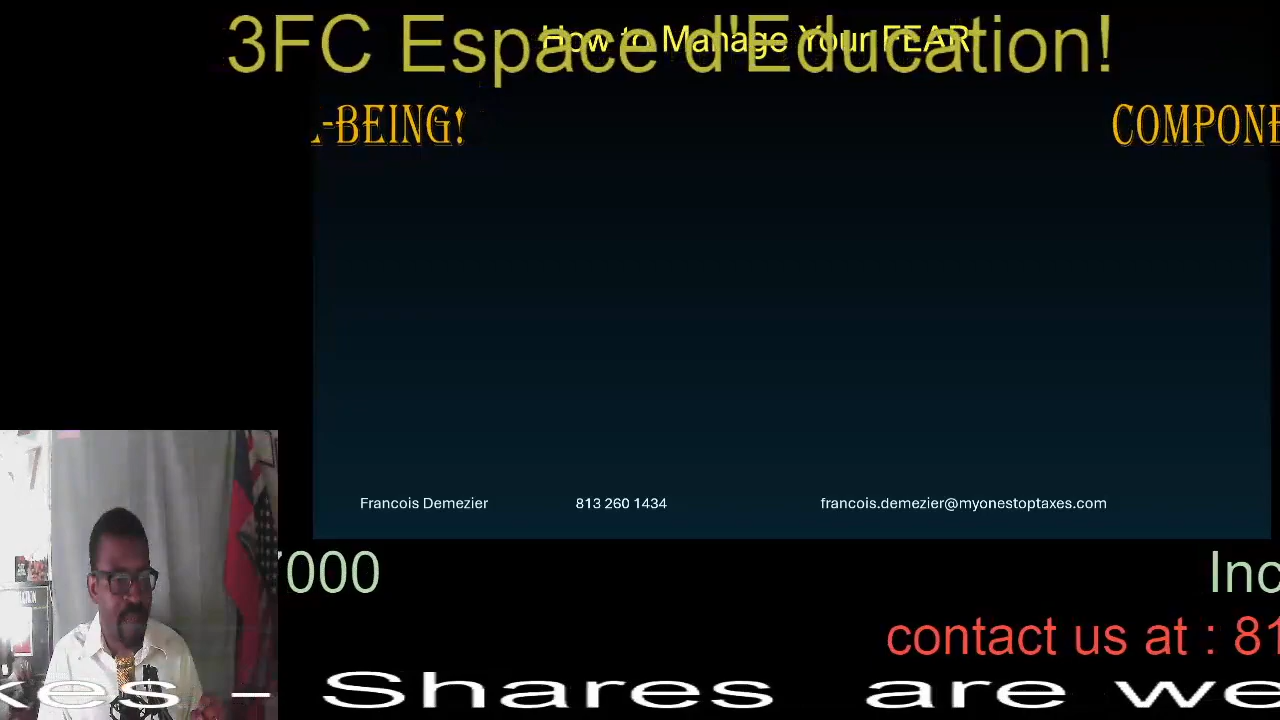 3FC Espace d'Education!
How to Manage Your FEAR
-BEING! COMPONE
Francois Demezier 813 260 1434 francois.demezier@myonestoptaxes.com
000 Inc
contact us at : 81
kes - Shares are we